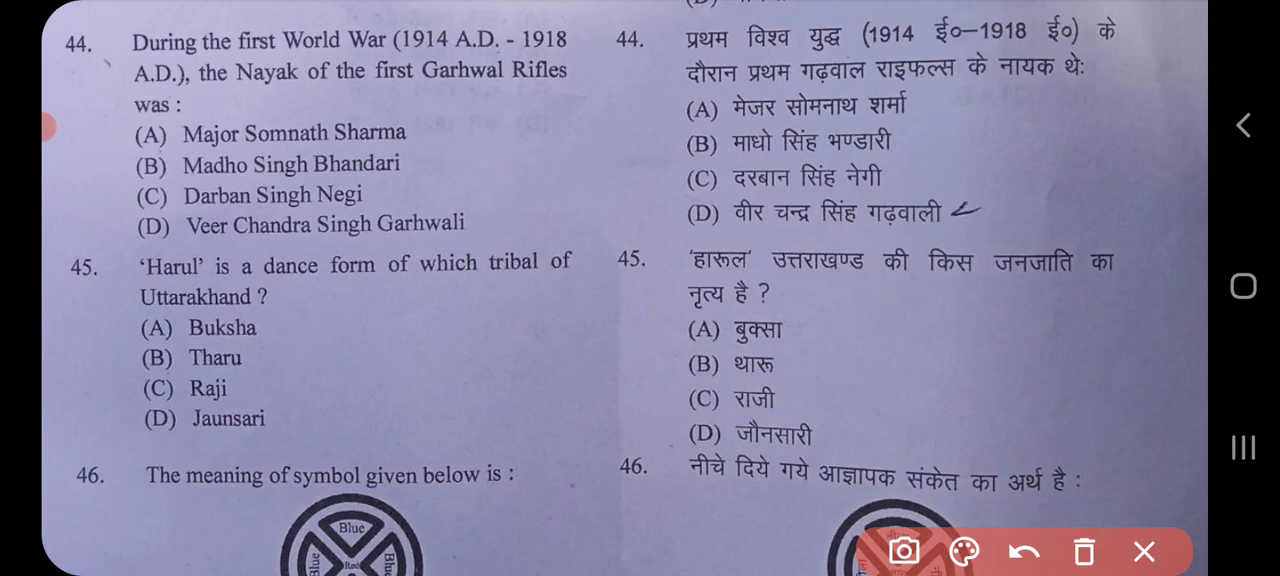 44. During the first World War (1914 A.D. - 1918
A.D.), the Nayak of the first Garhwal Rifles
was :
(A) Major Somnath Sharma
(B) Madho Singh Bhandari
(C) Darban Singh Negi
(D) Veer Chandra Singh Garhwali
45. ‘Harul’ is a dance form of which tribal of
Uttarakhand ?
(A) Buksha
(B) Tharu
(C) Raji
(D) Jaunsari
46. The meaning of symbol given below is :
Blue
Blue
Red
44. प्रथम विश्व युद्ध (1914 ई०–1918 ई०) के
दौरान प्रथम गढ़वाल राइफल्स के नायक थे:
(A) मेजर सोमनाथ शर्मा
(B) माधो सिंह भण्डारी
(C) दरबान सिंह नेगी
(D) वीर चन्द्र सिंह गढ़वाली
45. ‘हारूल’ उत्तराखण्ड की किस जनजाति का
नृत्य है ?
(A) बुक्सा
(B) थारू
(C) राजी
(D) जौनसारी
46. नीचे दिये गये आज्ञापक संकेत का अर्थ है :